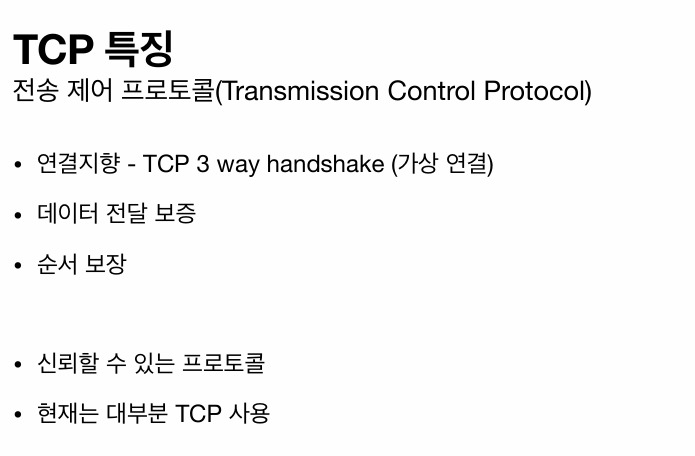 TCP 특징
전송 제어 프로토콜(Transmission Control Protocol)
• 연결지향 - TCP 3 way handshake (가상 연결)
• 데이터 전달 보증
• 순서 보장
• 신뢰할 수 있는 프로토콜
• 현재는 대부분 TCP 사용